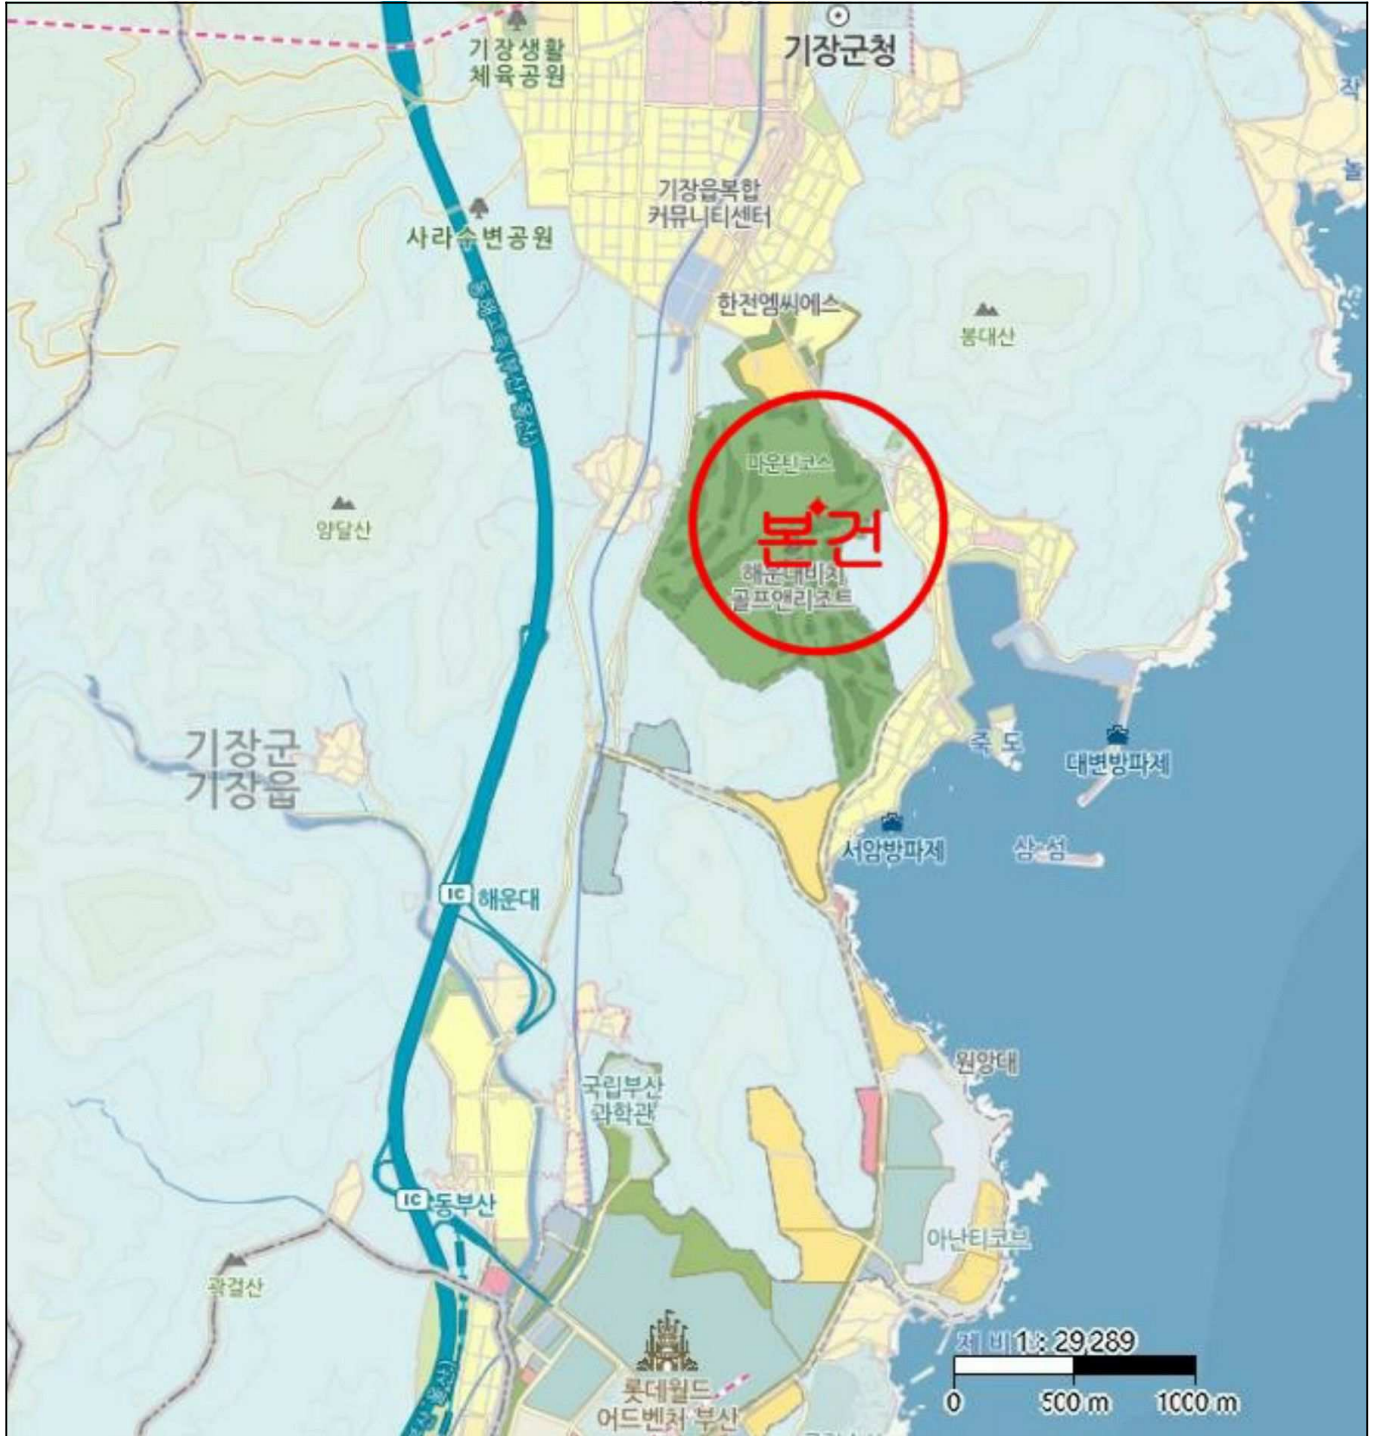 기장생활
체육공원
기장군청
작
놀
기장읍복합
커뮤니티센터
사라수변공원
한전엠씨에스
봉대산
마운틴코스
양달산
본건
해운대비치
골프앤리조트
기장군
기장읍
죽도
대변방파제
서암방파제
삼섬
IC 해운대
원앙대
국립부산
과학관
IC 동부산
아난티코브
곽걸산
1 : 29,289
0 500 m 1000 m
롯데월드
어드벤처 부산